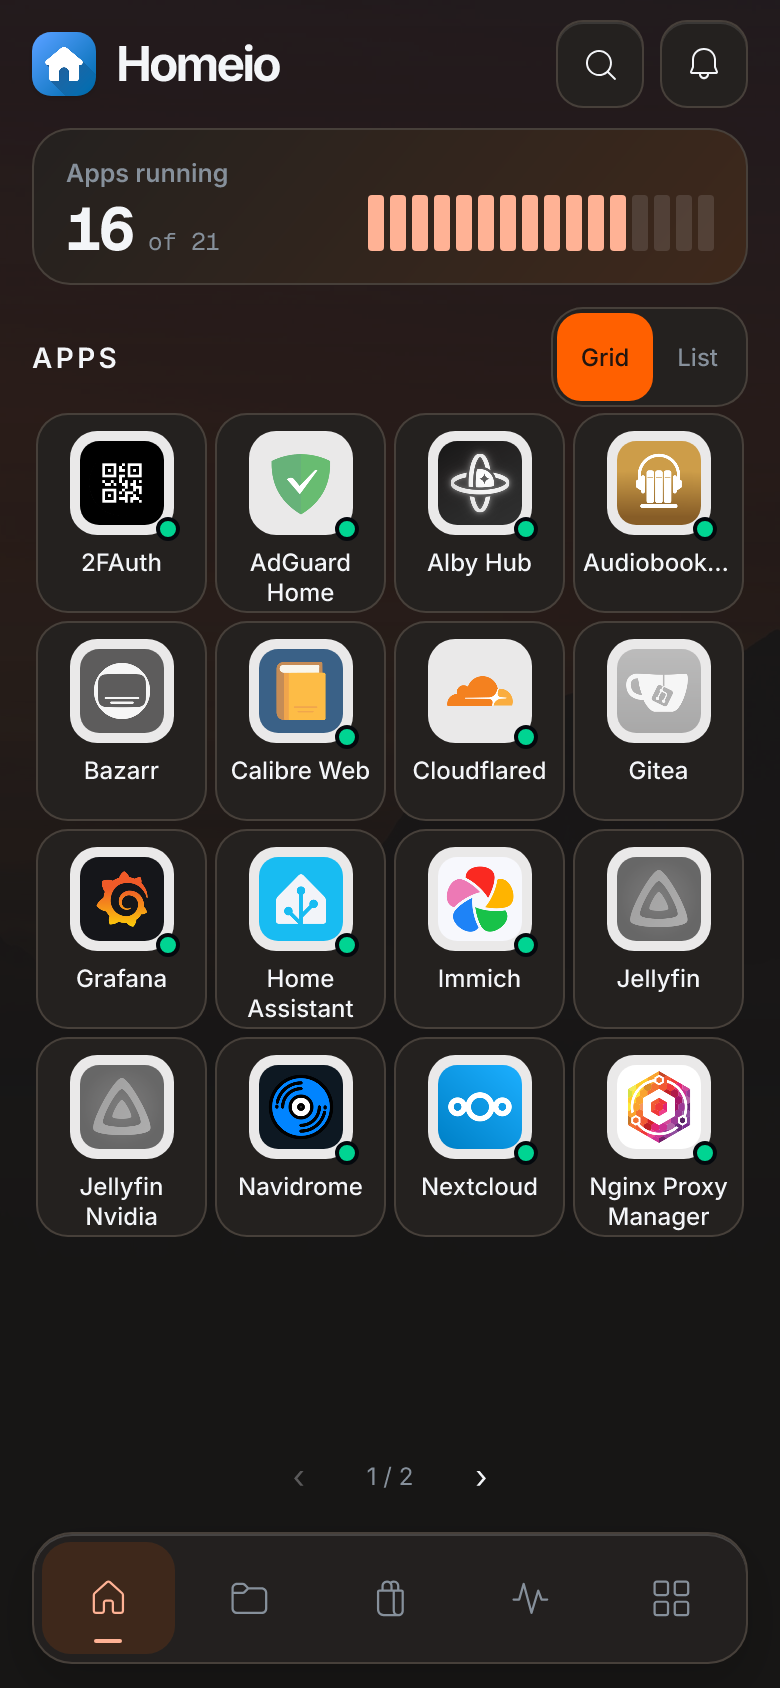 Homeio
Apps running
16 of 21
APPS
Grid
List
2FAuth
AdGuard
Home
Alby Hub
Audiobook...
Bazarr
Calibre Web
Cloudflared
Gitea
Grafana
Home
Assistant
Immich
Jellyfin
Jellyfin
Nvidia
Navidrome
Nextcloud
Nginx Proxy
Manager
‹ 1 / 2 ›